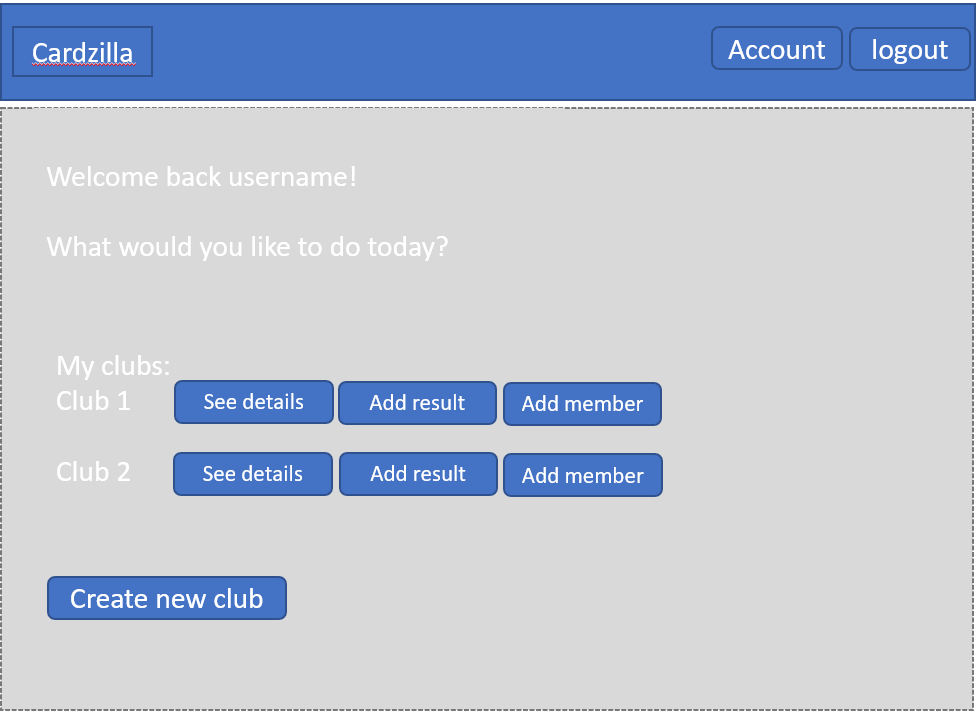 Cardzilla
Account logout
Welcome back username!
What would you like to do today?
My clubs:
Club 1 See details Add result Add member
Club 2 See details Add result Add member
Create new club